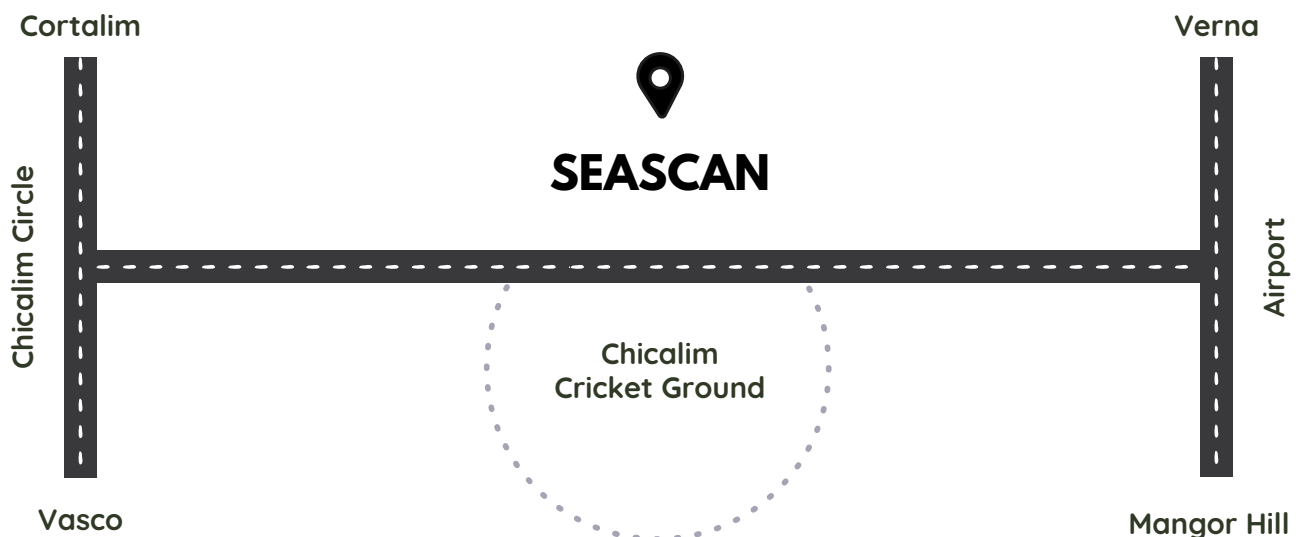 Cortalim
Verna
SEASCAN
Chicalim Circle
Airport
Chicalim
Cricket Ground
Vasco
Mangor Hill